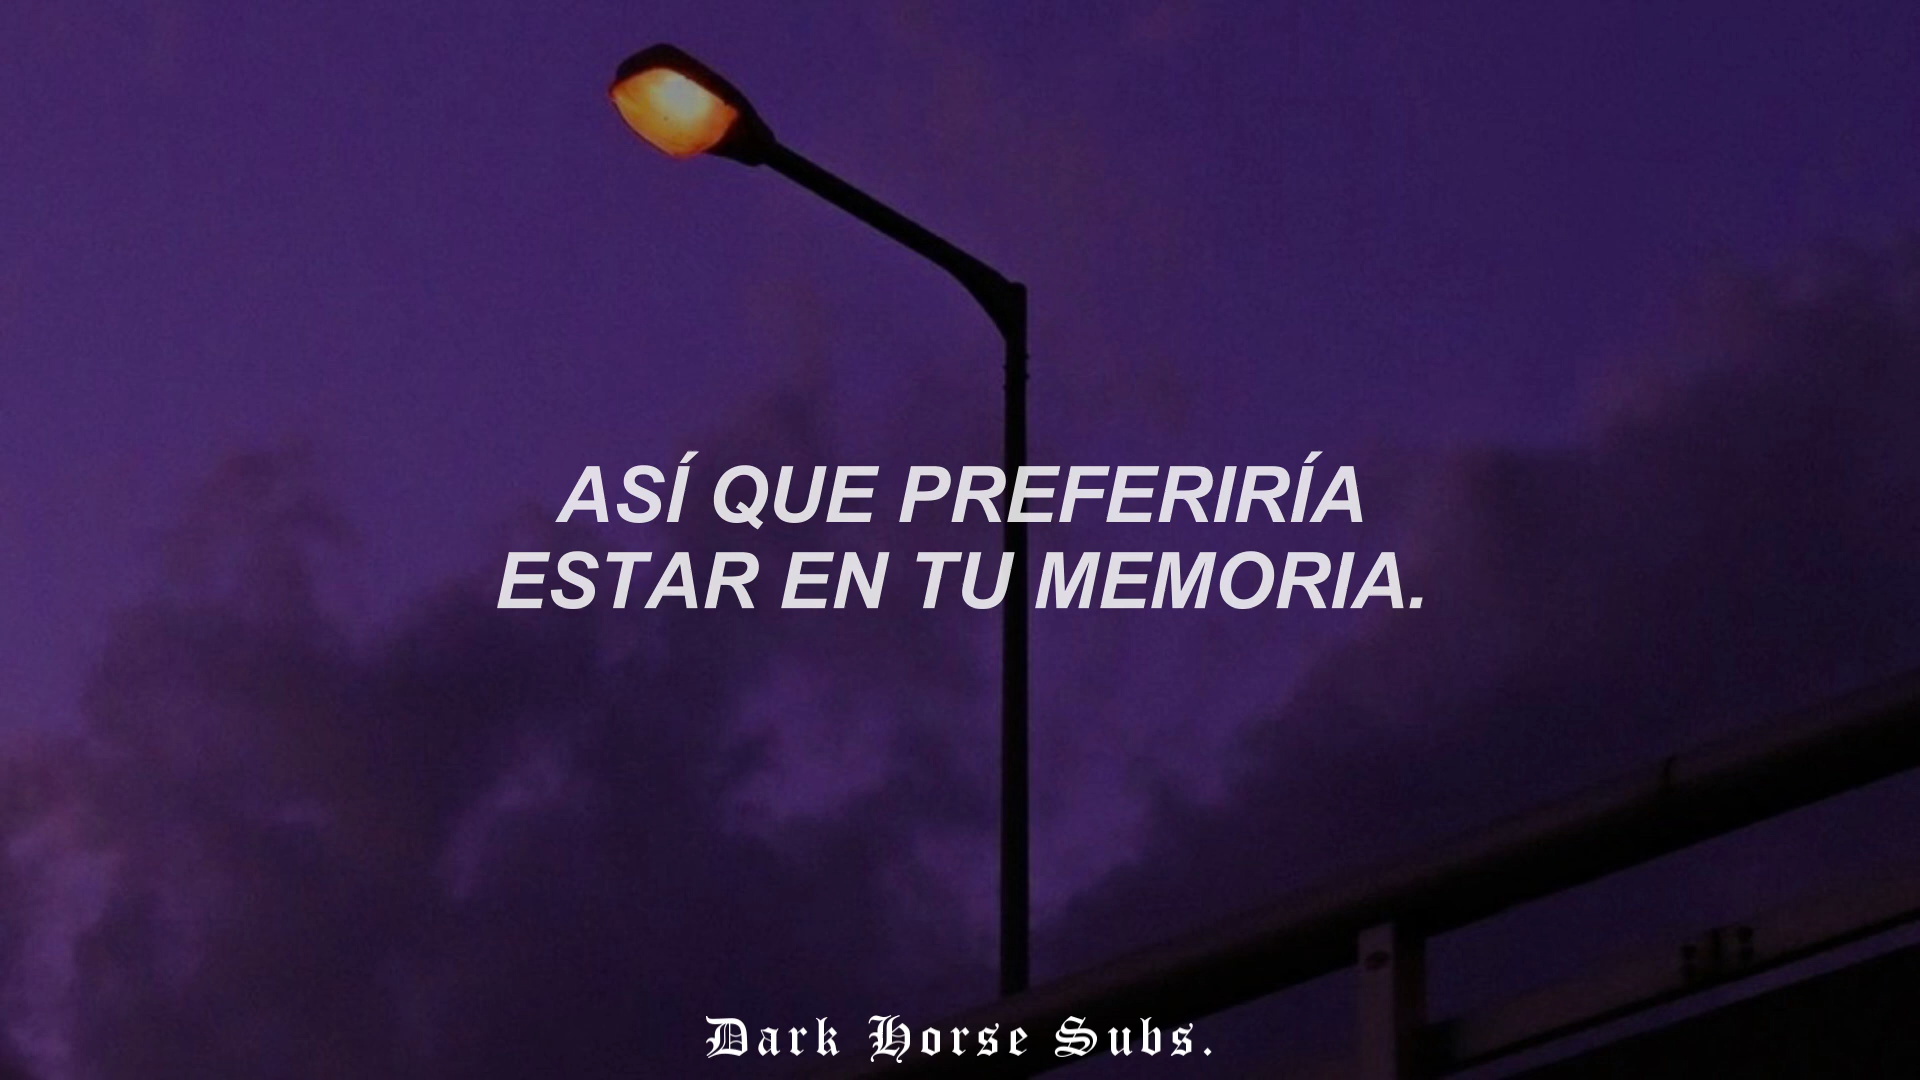 ASÍ QUE PREFERIRÍA
ESTAR EN TU MEMORIA.
Dark Horse Subs.